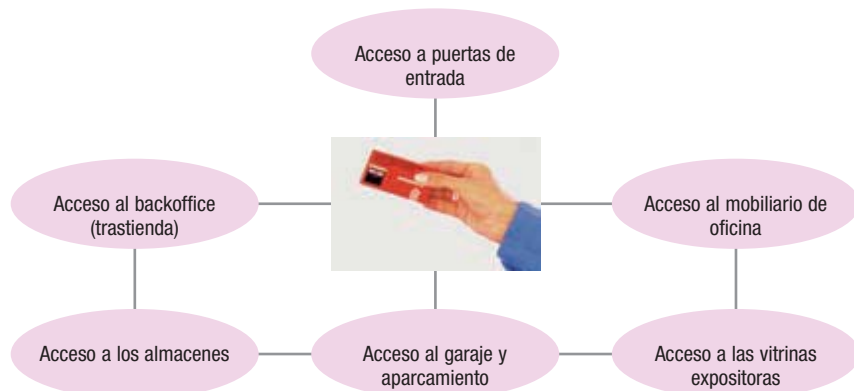 Acceso a puertas de
entrada
Acceso al backoffice
(trastienda)
Acceso al mobiliario de
oficina
Acceso a los almacenes
Acceso al garaje y
aparcamiento
Acceso a las vitrinas
expositoras